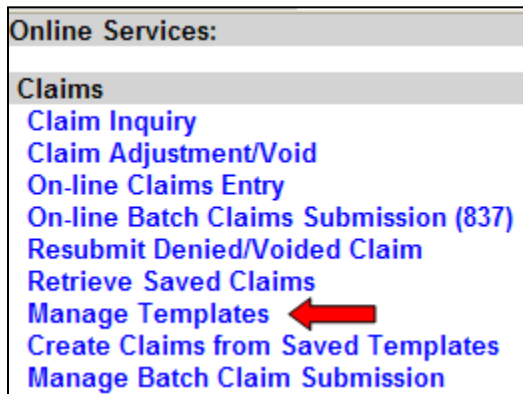 Online Services:
Claims
Claim Inquiry
Claim Adjustment/Void
On-line Claims Entry
On-line Batch Claims Submission (837)
Resubmit Denied/Voided Claim
Retrieve Saved Claims
Manage Templates
Create Claims from Saved Templates
Manage Batch Claim Submission